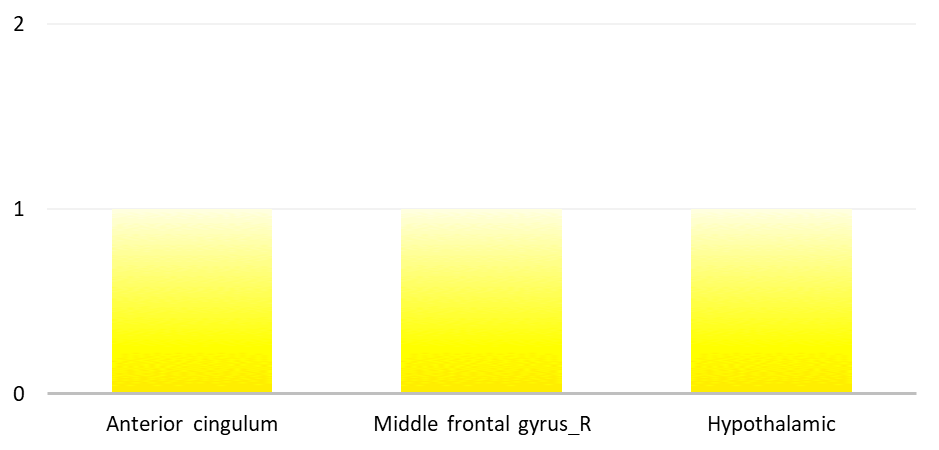 2
1
0
Anterior cingulum
Middle frontal gyrus_R
Hypothalamic